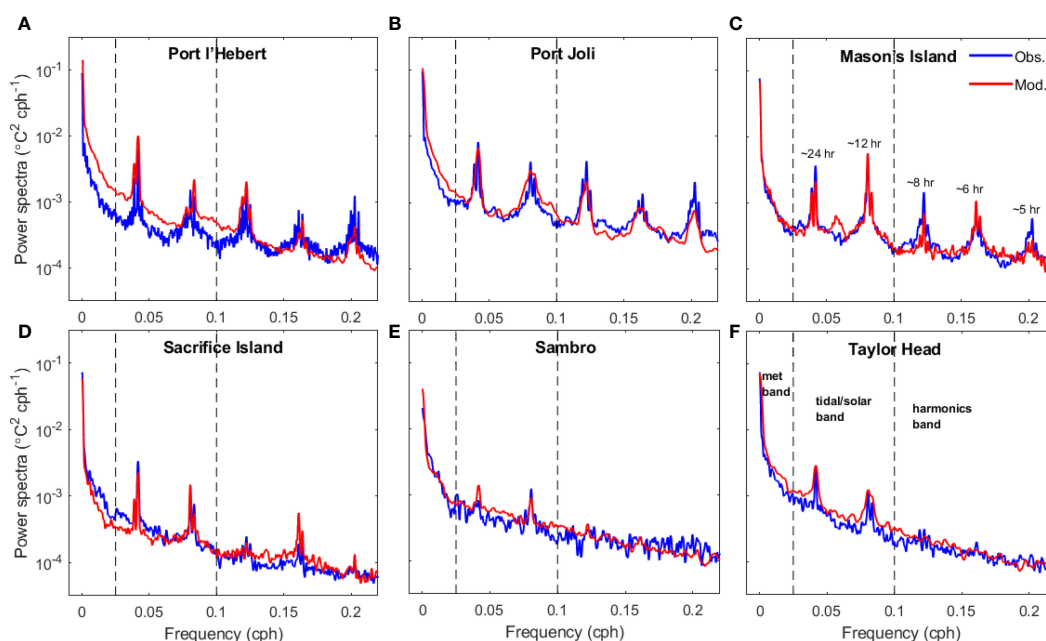 A
Port l'Hebert
B
Port Joli
C
Mason's Island
Obs.
Mod.
~24 hr
~12 hr
~8 hr
~6 hr
~5 hr
Power spectra (°C2 cph-1)
10-1
10-2
10-3
10-4
0 0.05 0.1 0.15 0.2
0 0.05 0.1 0.15 0.2
0 0.05 0.1 0.15 0.2
D
Sacrifice Island
E
Sambro
F
Taylor Head
met
band
tidal/solar
band
harmonics
band
Power spectra (°C2 cph-1)
10-1
10-2
10-3
10-4
0 0.05 0.1 0.15 0.2
0 0.05 0.1 0.15 0.2
0 0.05 0.1 0.15 0.2
Frequency (cph)
Frequency (cph)
Frequency (cph)